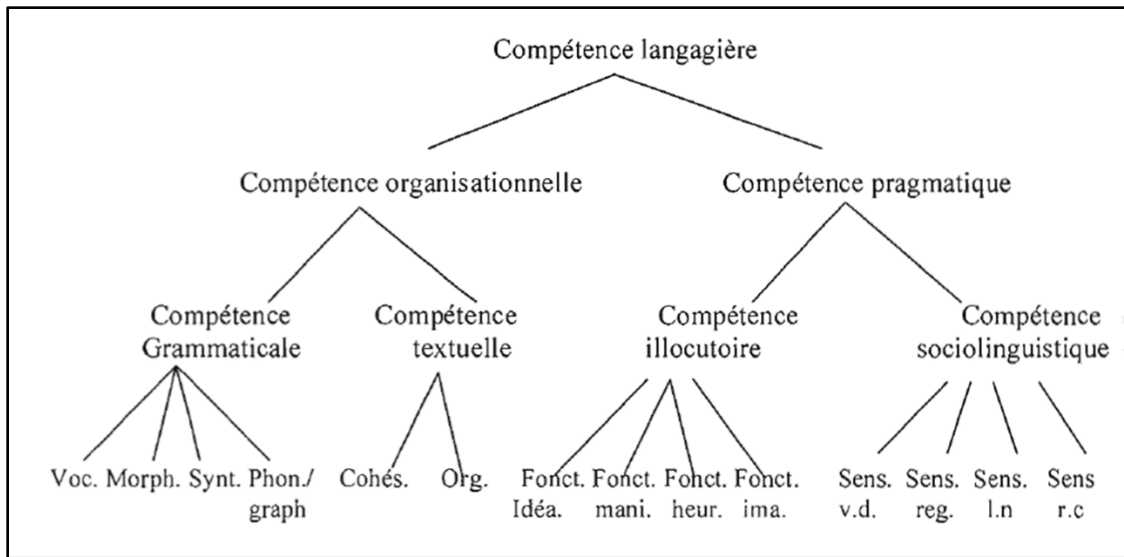 Compétence langagière
Compétence organisationnelle Compétence pragmatique
Compétence Compétence Compétence Compétence
Grammaticale textuelle illocutoire sociolinguistique
Voc. Morph. Synt. Phon./ Cohés. Org. Fonct. Fonct. Fonct. Fonct. Sens. Sens. Sens. Sens
graph Idéa. mani. heur. ima. v.d. reg. l.n r.c